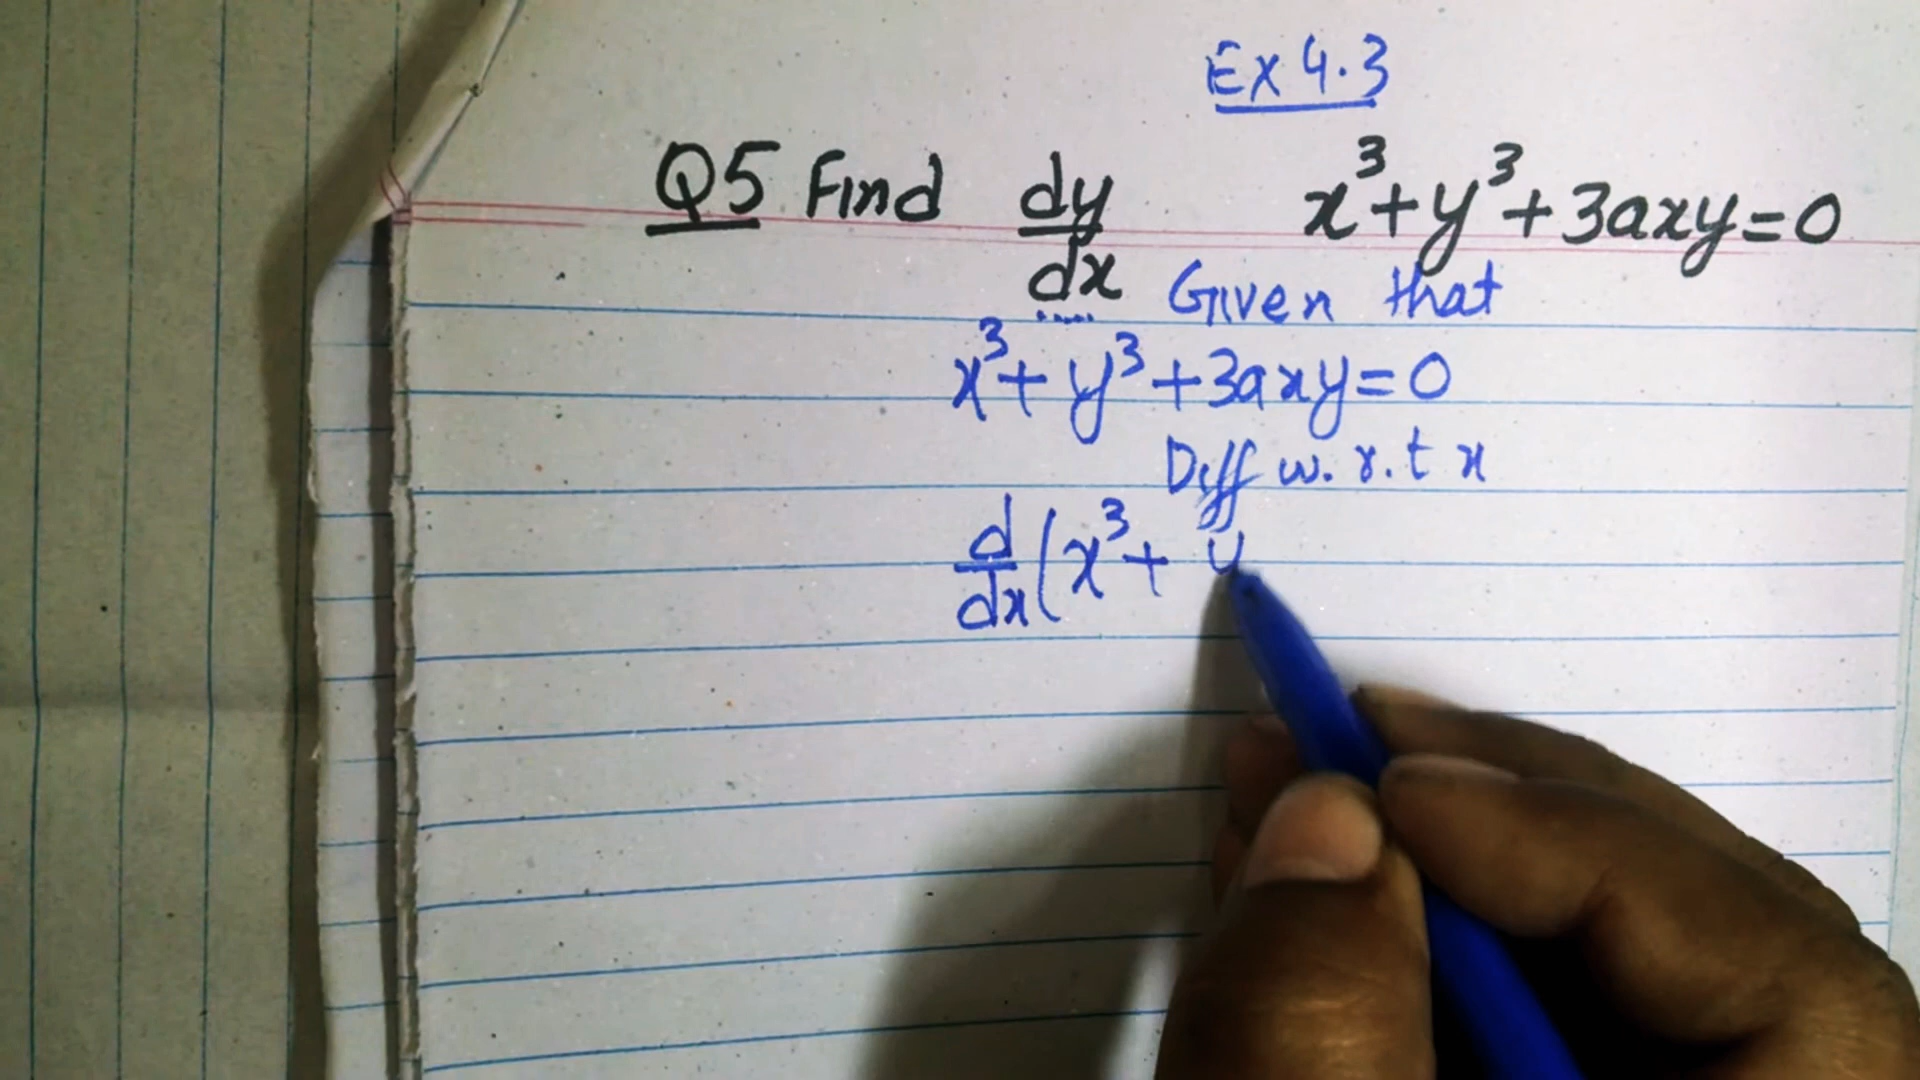 Ex 4.3
Q5 Find dy/dx x³+y³+3axy=0
Given that
x³+y³+3axy=0
Diff w.r.t x
d/dx(x³+ y